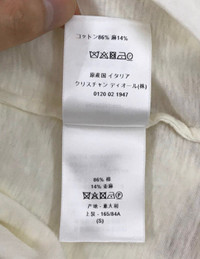 コットン86% 麻14%
原産国 イタリア
クリスチャン ディオール(株)
0120 02 1947
86% 棉
14% 亚麻
产地:意大利
上装 - 165/84A
(S)